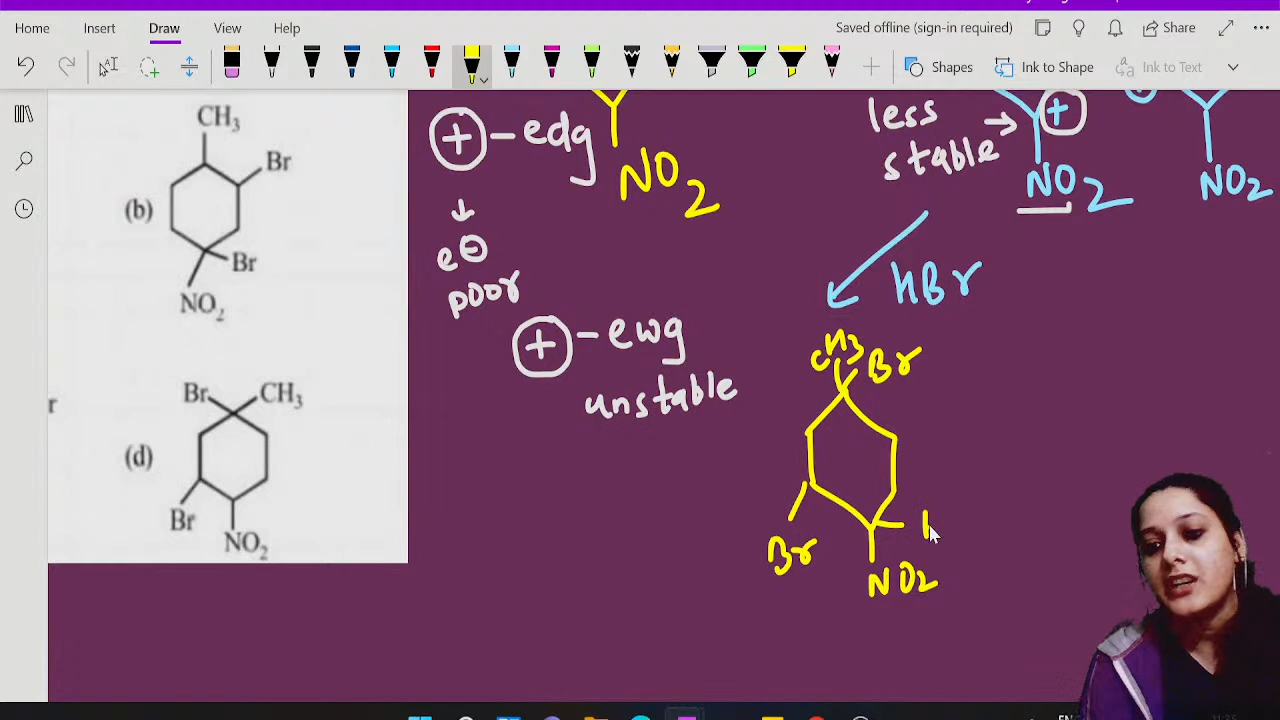 Saved offline (sign-in required)
Share
Home
Insert
Draw
View
Help
Shapes
Ink to Shape
Ink to Text
CH3
Br
(b)
Br
NO2
Br
CH3
r
(d)
Br
NO2
+ - edg
↓
e⊖
poor
+ - ewg
unstable
NO2
less
stable →
+
NO2
NO2
HBr
CH3
Br
Br
NO2